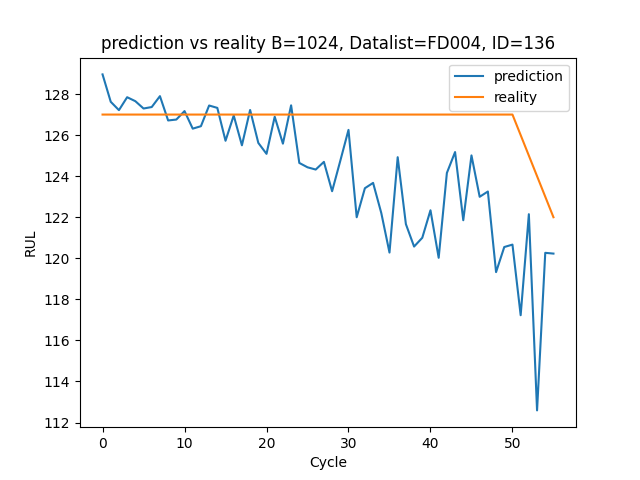 prediction vs reality B=1024, Datalist=FD004, ID=136
prediction
reality
128
126
124
122
120
118
116
114
112
RUL
0 10 20 30 40 50
Cycle